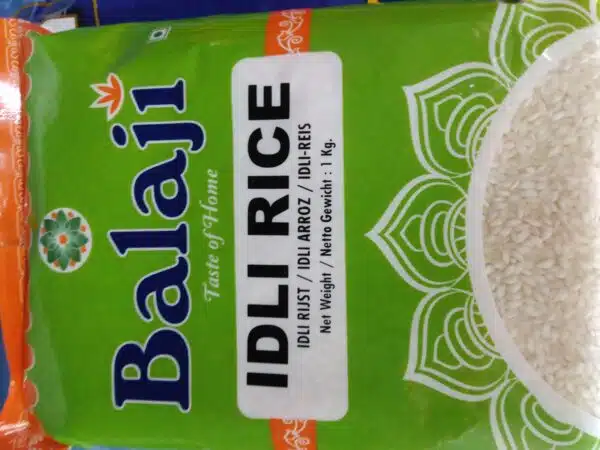 Balaji
Taste of Home
IDLI RICE
IDLI RIJST / IDLI ARROZ / IDLI-REIS
Net Weight / Netto Gewicht : 1 Kg.